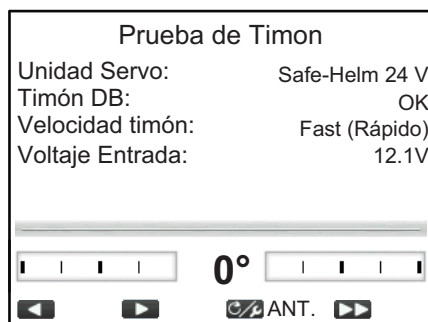 Prueba de Timon
Unidad Servo: Safe-Helm 24 V
Timón DB: OK
Velocidad timón: Fast (Rápido)
Voltaje Entrada: 12.1V
0°
ANT.